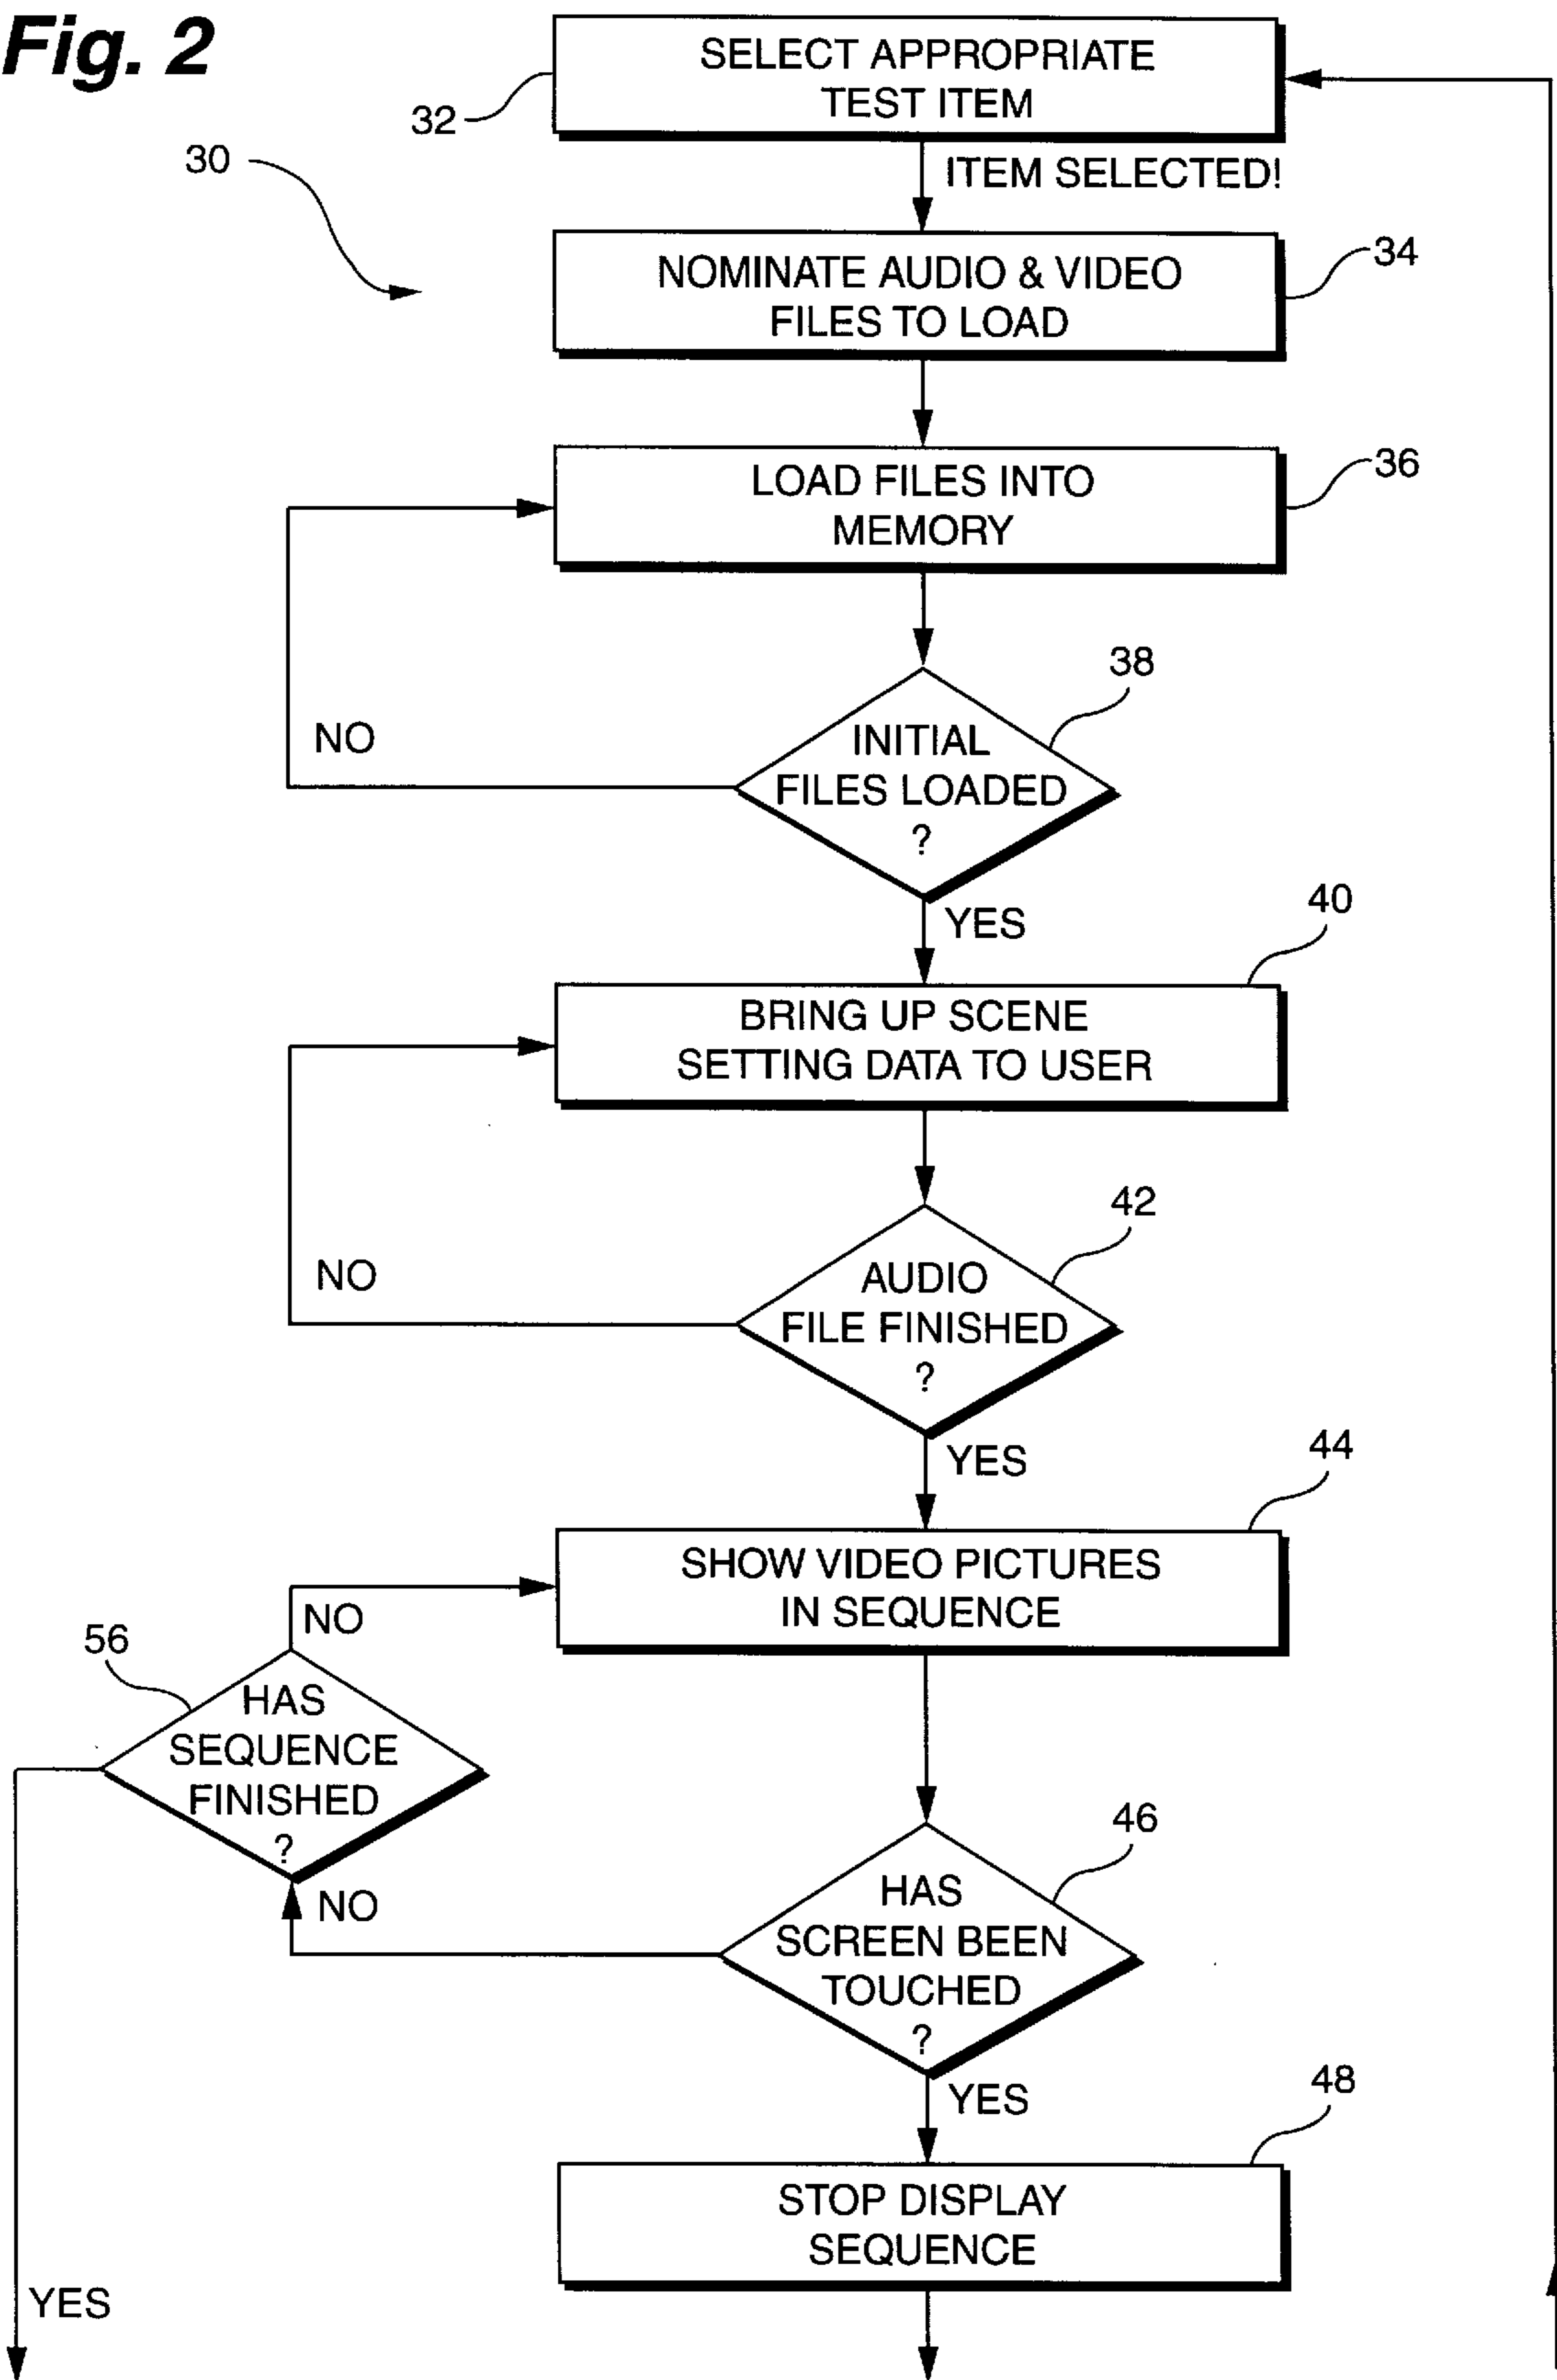 Fig. 2
SELECT APPROPRIATE
TEST ITEM
32
30
ITEM SELECTED!
NOMINATE AUDIO & VIDEO
FILES TO LOAD
34
LOAD FILES INTO
MEMORY
36
38
NO
INITIAL
FILES LOADED
?
YES
40
BRING UP SCENE
SETTING DATA TO USER
42
NO
AUDIO
FILE FINISHED
?
YES
44
SHOW VIDEO PICTURES
IN SEQUENCE
NO
56
HAS
SEQUENCE
FINISHED
?
NO
46
HAS
SCREEN BEEN
TOUCHED
?
YES
48
STOP DISPLAY
SEQUENCE
YES